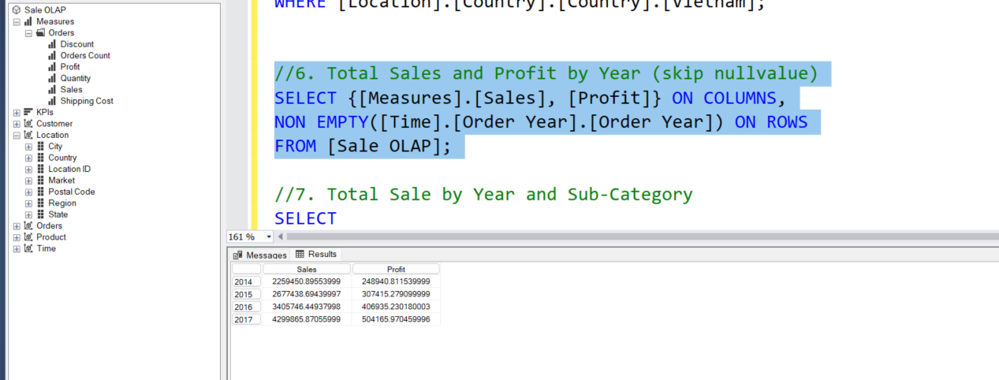 Sale OLAP
Measures
Orders
Discount
Orders Count
Profit
Quantity
Sales
Shipping Cost
KPIs
Customer
Location
City
Country
Location ID
Market
Postal Code
Region
State
Orders
Product
Time
WHERE [Location].[Country].[Country].[Vietnam];
//6. Total Sales and Profit by Year (skip nullvalue)
SELECT {[Measures].[Sales], [Profit]} ON COLUMNS,
NON EMPTY([Time].[Order Year].[Order Year]) ON ROWS
FROM [Sale OLAP];
//7. Total Sale by Year and Sub-Category
SELECT
161 %
Messages Results
Sales Profit
2014 2259450.89553999 248940.811539999
2015 2677438.69439997 307415.279099999
2016 3405746.44937998 406935.230180003
2017 4299865.87055999 504165.970459996